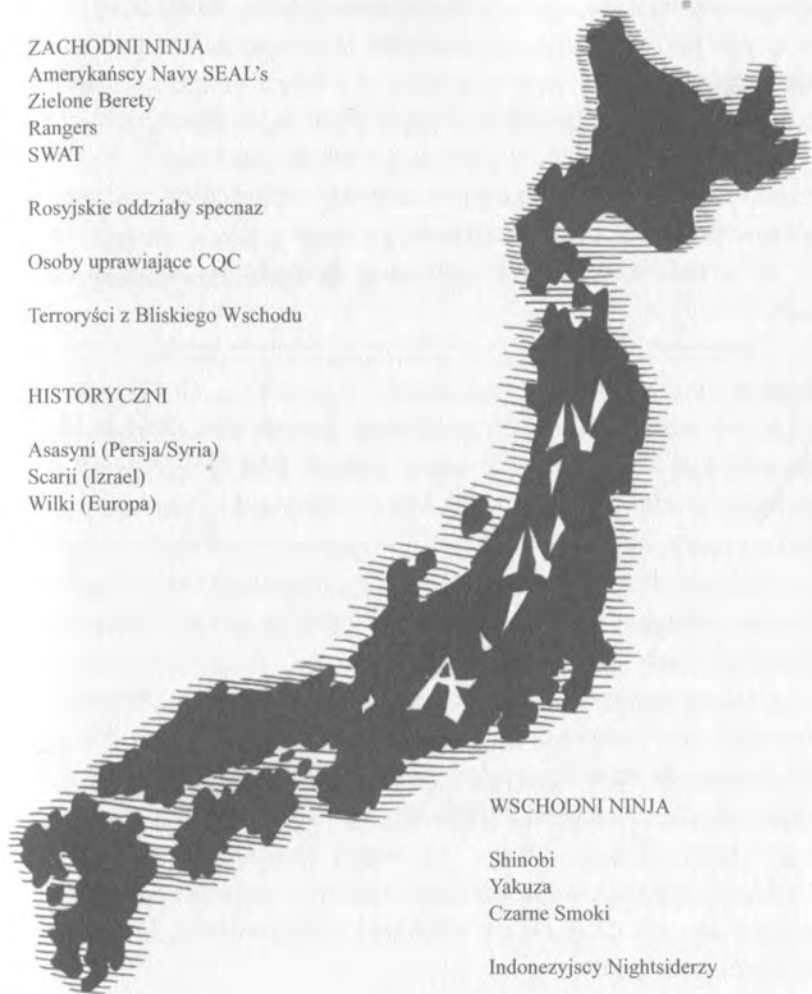 ZACHODNI NINJA
Amerykańscy Navy SEAL's
Zielone Berety
Rangers
SWAT
Rosyjskie oddziały specnaz
Osoby uprawiające CQC
Terroryści z Bliskiego Wschodu
HISTORYCZNI
Asasyni (Persja/Syria)
Scarii (Izrael)
Wilki (Europa)
WSCHODNI NINJA
Shinobi
Yakuza
Czarne Smoki
Indonezyjscy Nightsiderzy